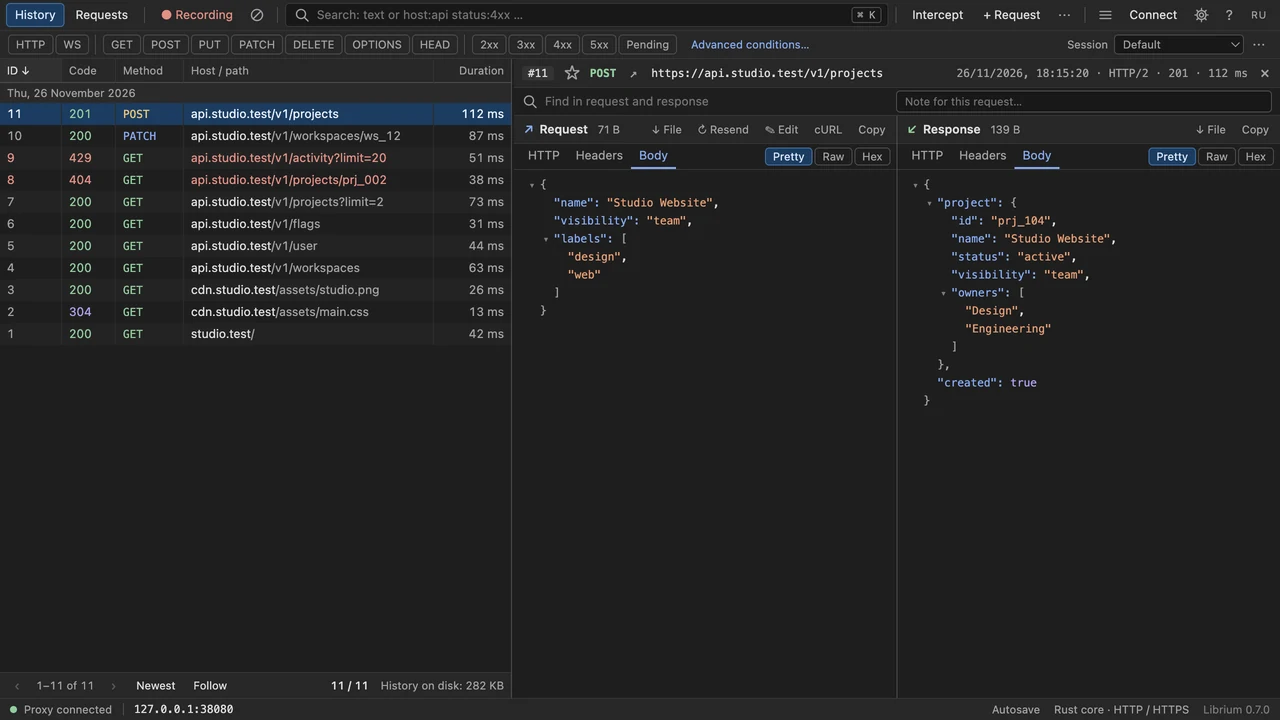 History Requests Recording Search: text or host:api status:4xx ... ⌘ K Intercept + Request ··· Connect ? RU
HTTP WS GET POST PUT PATCH DELETE OPTIONS HEAD 2xx 3xx 4xx 5xx Pending Advanced conditions... Session Default ···
ID ↓ Code Method Host / path Duration
Thu, 26 November 2026
11 201 POST api.studio.test/v1/projects 112 ms
10 200 PATCH api.studio.test/v1/workspaces/ws_12 87 ms
9 429 GET api.studio.test/v1/activity?limit=20 51 ms
8 404 GET api.studio.test/v1/projects/prj_002 38 ms
7 200 GET api.studio.test/v1/projects?limit=2 73 ms
6 200 GET api.studio.test/v1/flags 31 ms
5 200 GET api.studio.test/v1/user 44 ms
4 200 GET api.studio.test/v1/workspaces 63 ms
3 200 GET cdn.studio.test/assets/studio.png 26 ms
2 304 GET cdn.studio.test/assets/main.css 13 ms
1 200 GET studio.test/ 42 ms
‹ 1–11 of 11 › Newest Follow 11 / 11 History on disk: 282 KB
#11 POST ↗ https://api.studio.test/v1/projects 26/11/2026, 18:15:20 · HTTP/2 · 201 · 112 ms ×
Find in request and response Note for this request...
Request 71 B ↓ File Resend Edit cURL Copy
HTTP Headers Body Pretty Raw Hex
{
"name": "Studio Website",
"visibility": "team",
"labels": [
"design",
"web"
]
}
Response 139 B ↓ File Copy
HTTP Headers Body Pretty Raw Hex
{
"project": {
"id": "prj_104",
"name": "Studio Website",
"status": "active",
"visibility": "team",
"owners": [
"Design",
"Engineering"
]
},
"created": true
}
Proxy connected 127.0.0.1:38080 Autosave Rust core · HTTP / HTTPS Librium 0.7.0